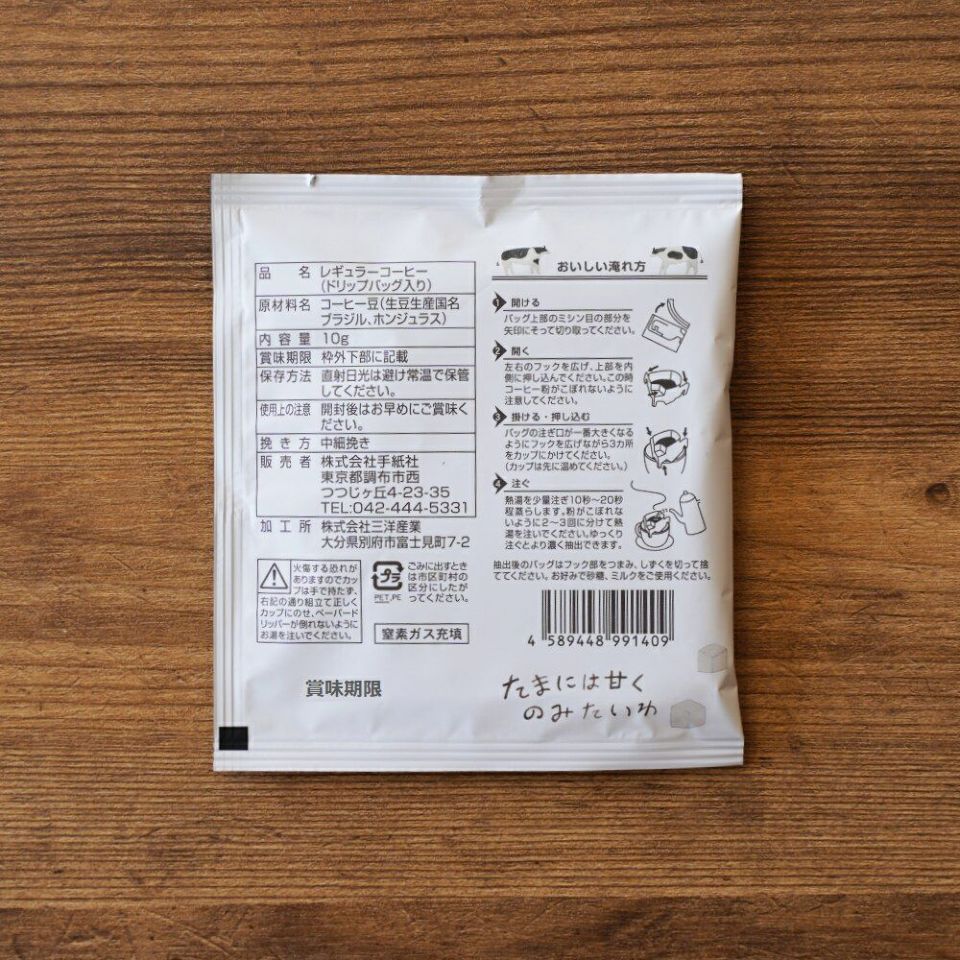 品名 レギュラーコーヒー
(ドリップバッグ入り)
原材料名 コーヒー豆(生豆生産国名
ブラジル、ホンジュラス)
内容量 10g
賞味期限 枠外下部に記載
保存方法 直射日光は避け常温で保管
してください。
使用上の注意 開封後はお早めにご賞味く
ださい。
挽き方 中細挽き
販売者 株式会社手紙社
東京都調布市西
つつじヶ丘4-23-35
TEL:042-444-5331
加工所 株式会社三洋産業
大分県別府市富士見町7-2
火傷する恐れが
ありますのでカッ
プは手で持たず、
右記の通り組立て正しく
カップにのせ、ペーパード
リッパーが倒れないように
お湯を注いでください。
プラ
PET,PE
ごみに出すとき
は市区町村の
区分にしたが
ってください。
窒素ガス充填
賞味期限
おいしい淹れ方
1 開ける
バッグ上部のミシン目の部分を
矢印にそって切り取ってください。
2 開く
左右のフックを広げ、上部を内
側に押し込んでください。この時
コーヒー粉がこぼれないように
注意してください。
3 掛ける・押し込む
バッグの注ぎ口が一番大きくなる
ようにフックを広げながら3カ所
をカップにかけてください。
(カップは先に温めてください。)
4 注ぐ
熱湯を少量注ぎ10秒〜20秒
程蒸らします。粉がこぼれな
いように2〜3回に分けて熱
湯を注いでください。ゆっくり
注ぐとより濃く抽出できます。
抽出後のバッグはフック部をつまみ、しずくを切って捨
ててください。お好みで砂糖、ミルクをご使用ください。
4 589448 991409
たまには甘く
のみたいわ